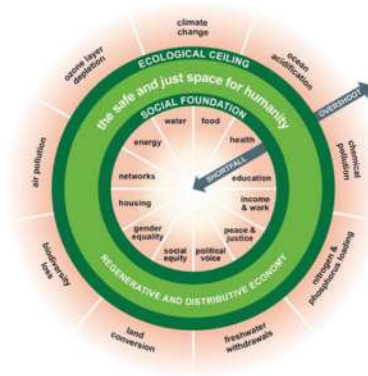 climate
change
ocean
acidification
chemical
pollution
nitrogen &
phosphorus loading
freshwater
withdrawals
land
conversion
biodiversity
loss
air pollution
ozone layer
depletion
ECOLOGICAL CEILING
the safe and just space for humanity
SOCIAL FOUNDATION
OVERSHOOT
SHORTFALL
water
food
health
education
income
& work
peace &
justice
political
voice
social
equity
gender
equality
housing
networks
energy
REGENERATIVE AND DISTRIBUTIVE ECONOMY